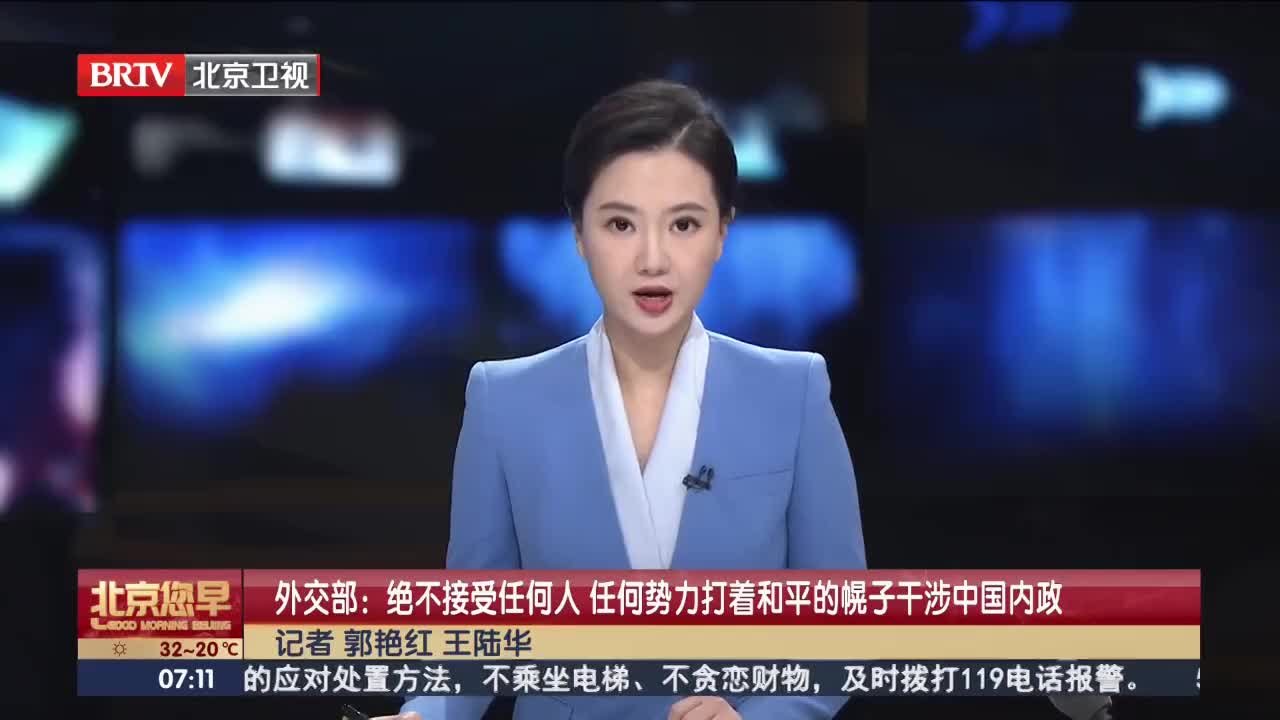 BRTV 北京卫视
北京您早
GOOD MORNING BEIJING
外交部：绝不接受任何人 任何势力打着和平的幌子干涉中国内政
记者 郭艳红 王陆华
32~20℃
07:11 的应对处置方法，不乘坐电梯、不贪恋财物，及时拨打119电话报警。